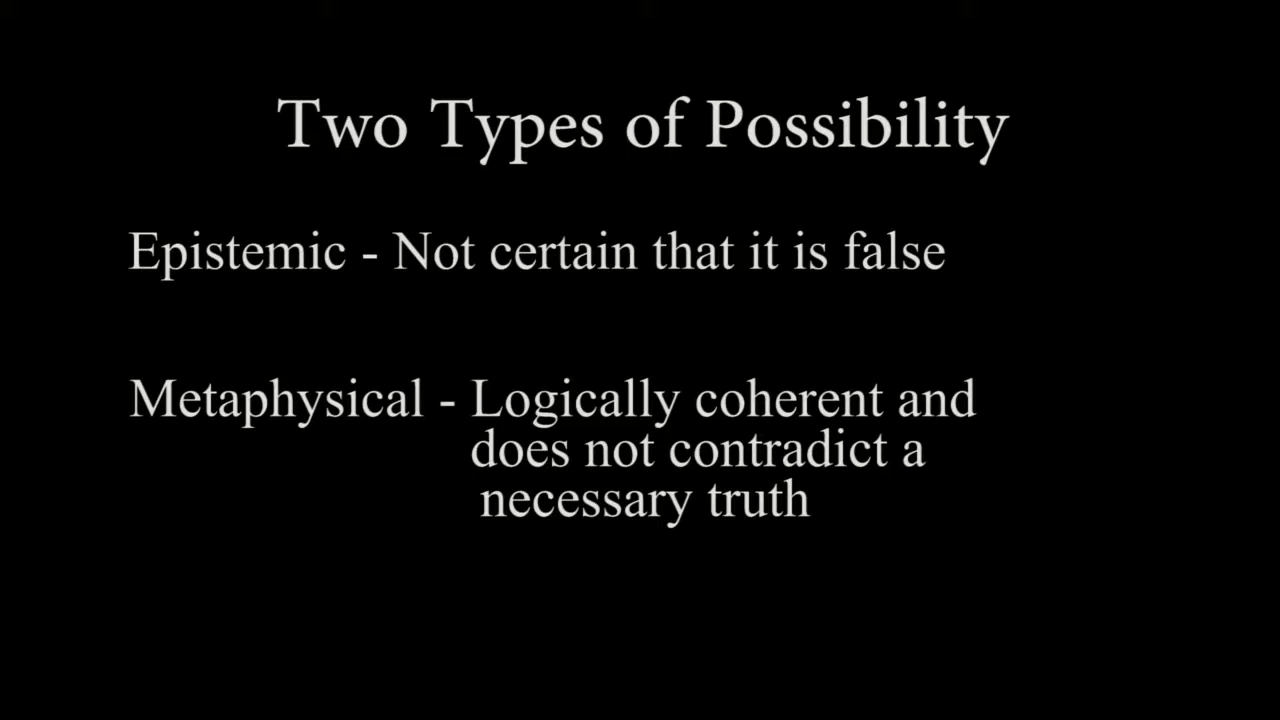 Two Types of Possibility
Epistemic - Not certain that it is false
Metaphysical - Logically coherent and
does not contradict a
necessary truth